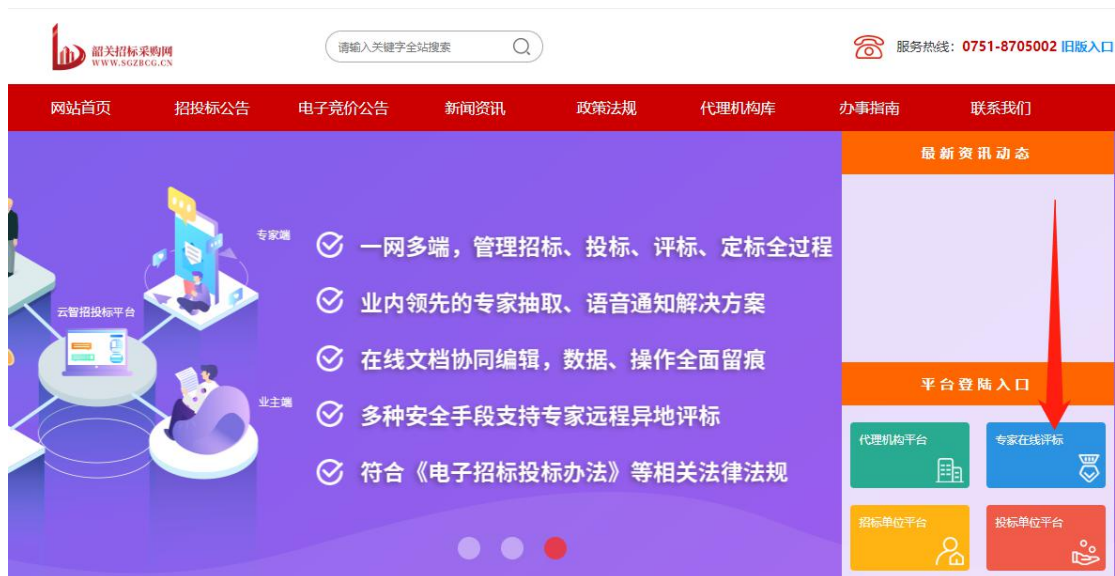 韶关招标采购网
WWW.SGZBCG.CN
请输入关键字全站搜索
服务热线：0751-8705002 旧版入口
网站首页 招投标公告 电子竞价公告 新闻资讯 政策法规 代理机构库 办事指南 联系我们
最新资讯动态
专家端
一网多端，管理招标、投标、评标、定标全过程
业内领先的专家抽取、语音通知解决方案
云智招投标平台
在线文档协同编辑，数据、操作全面留痕
平台登陆入口
业主端
多种安全手段支持专家远程异地评标
代理机构平台 专家在线评标
符合《电子招标投标办法》等相关法律法规
招标单位平台 投标单位平台